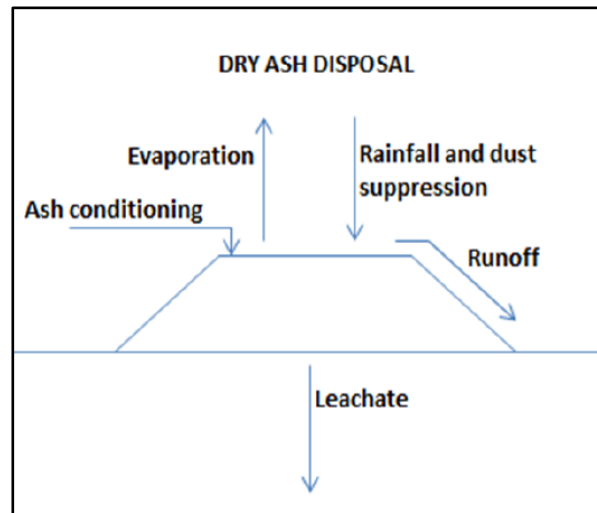 DRY ASH DISPOSAL
Evaporation
Rainfall and dust
suppression
Ash conditioning
Runoff
Leachate